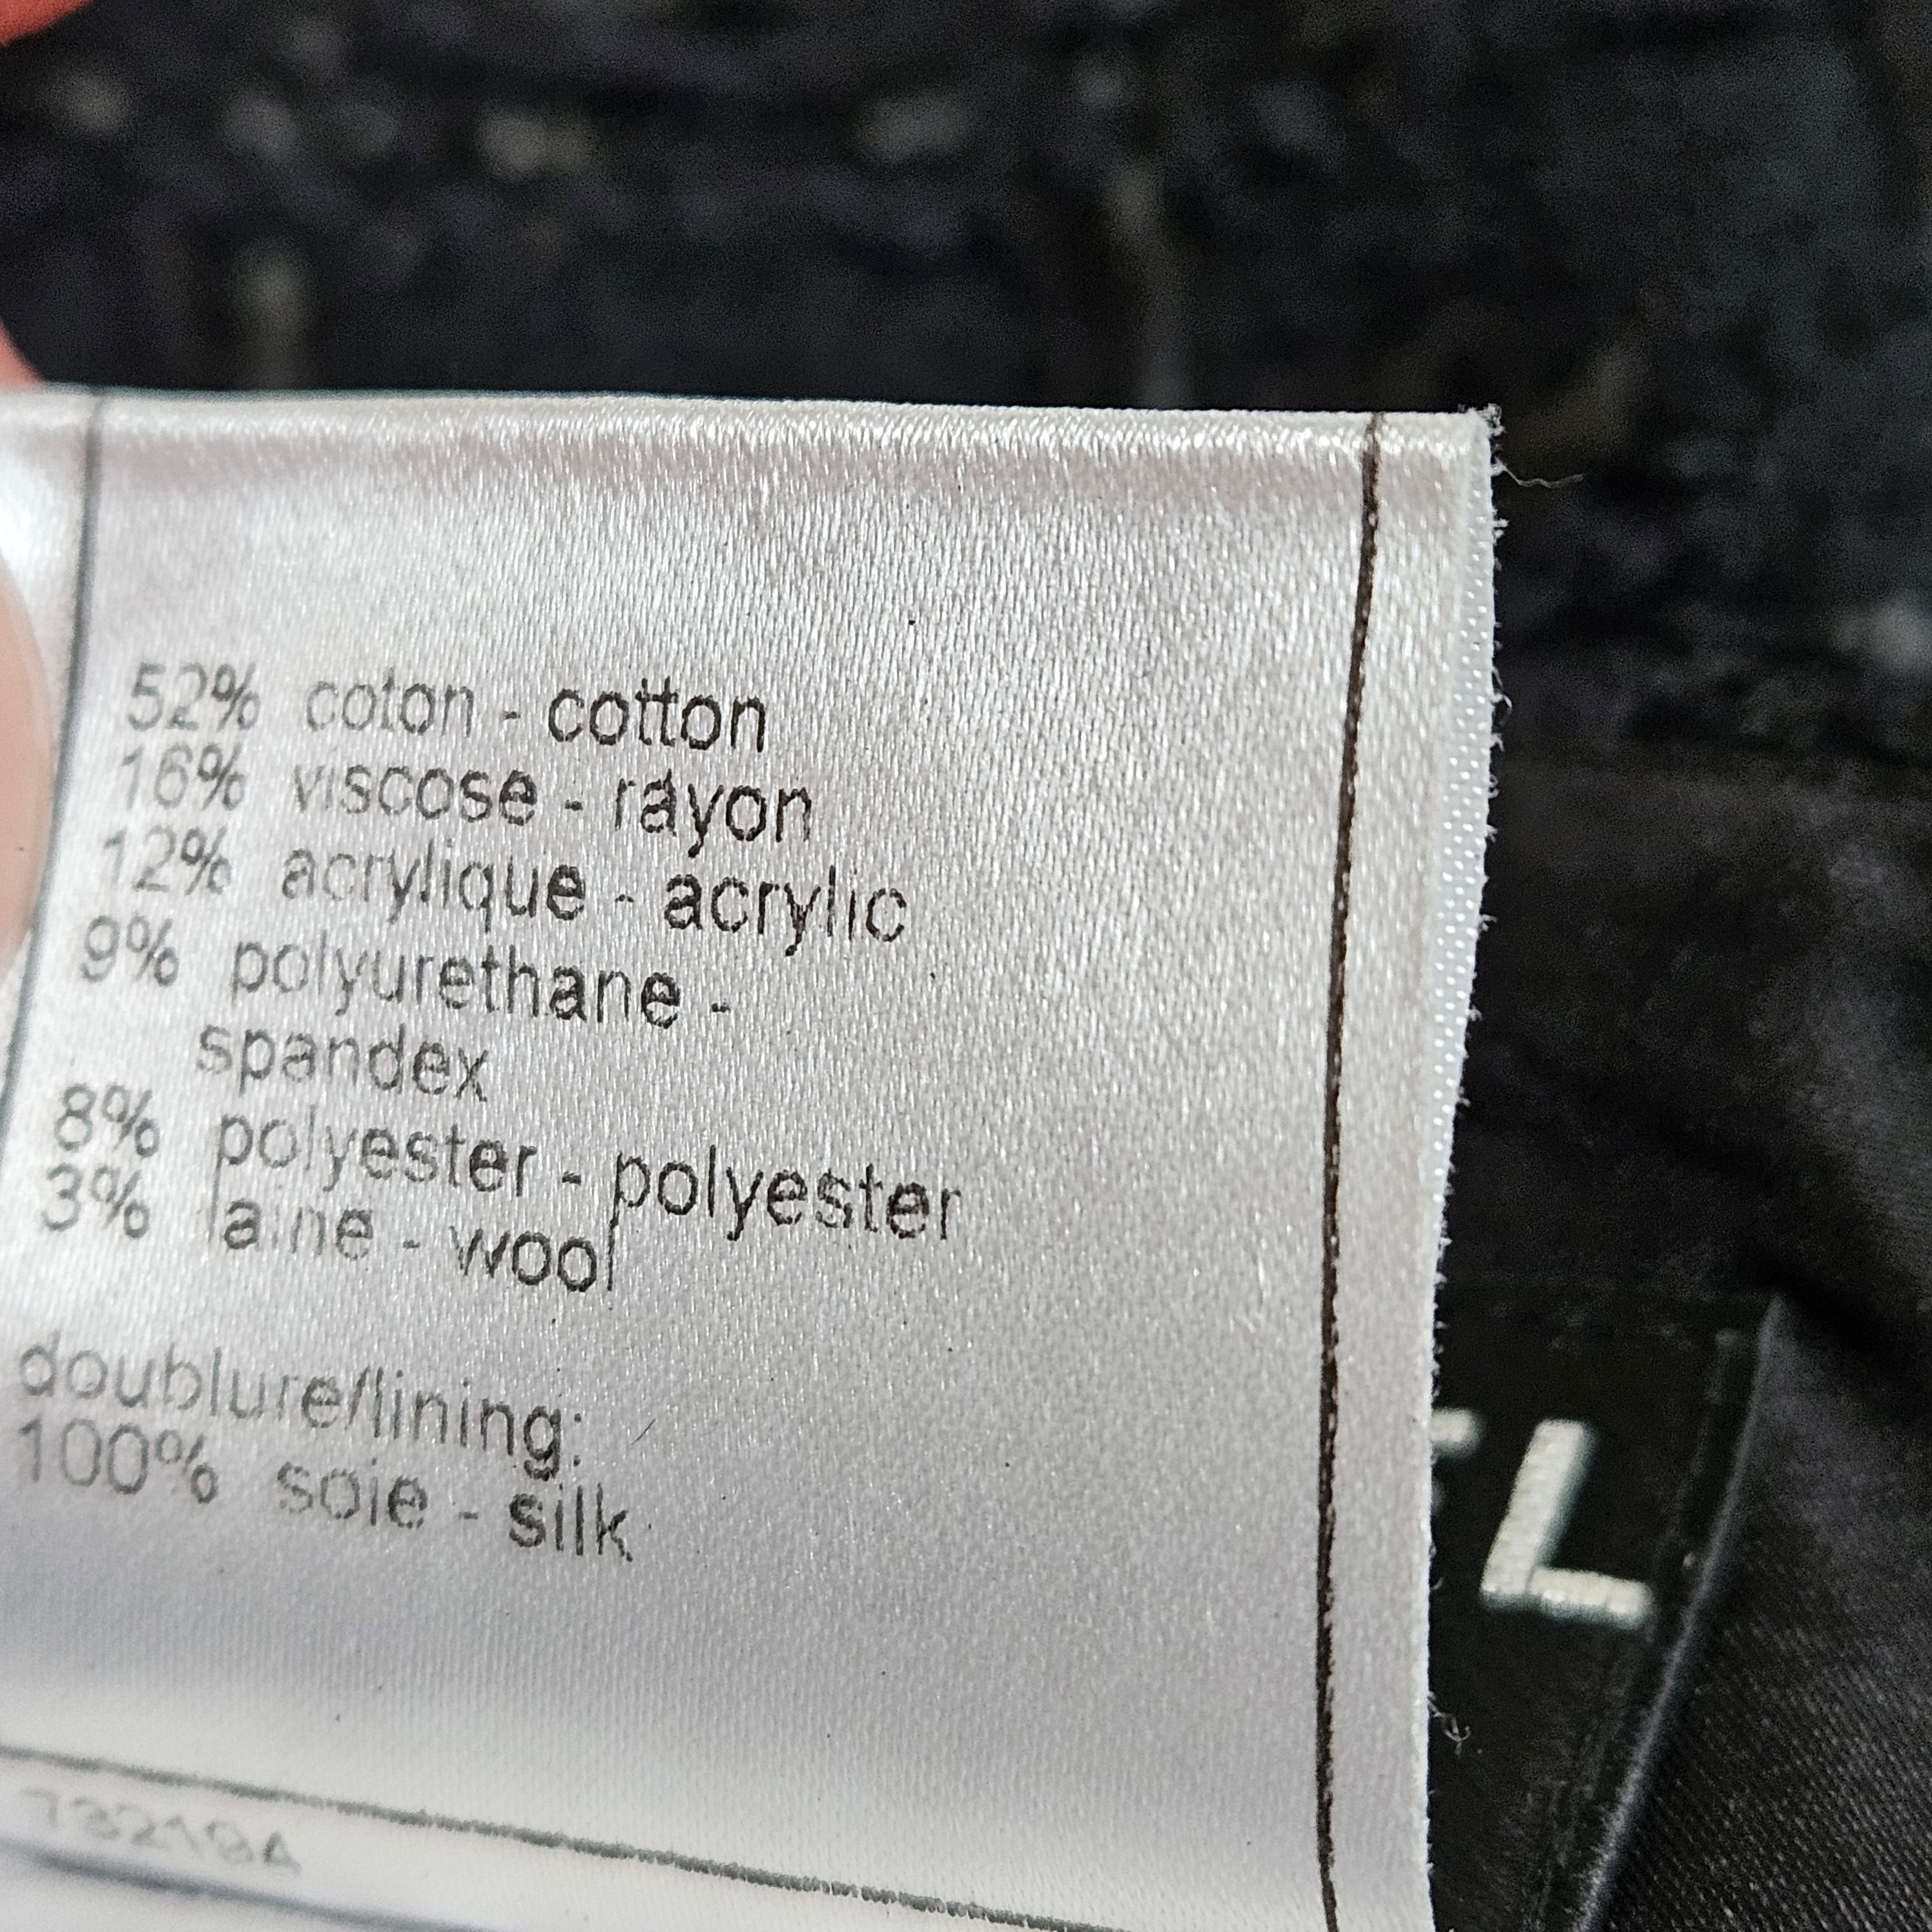 52% coton - cotton
16% viscose - rayon
12% acrylique - acrylic
9% polyurethane -
spandex
8% polyester - polyester
3% laine - wool
doublure/lining:
100% soie - silk
L